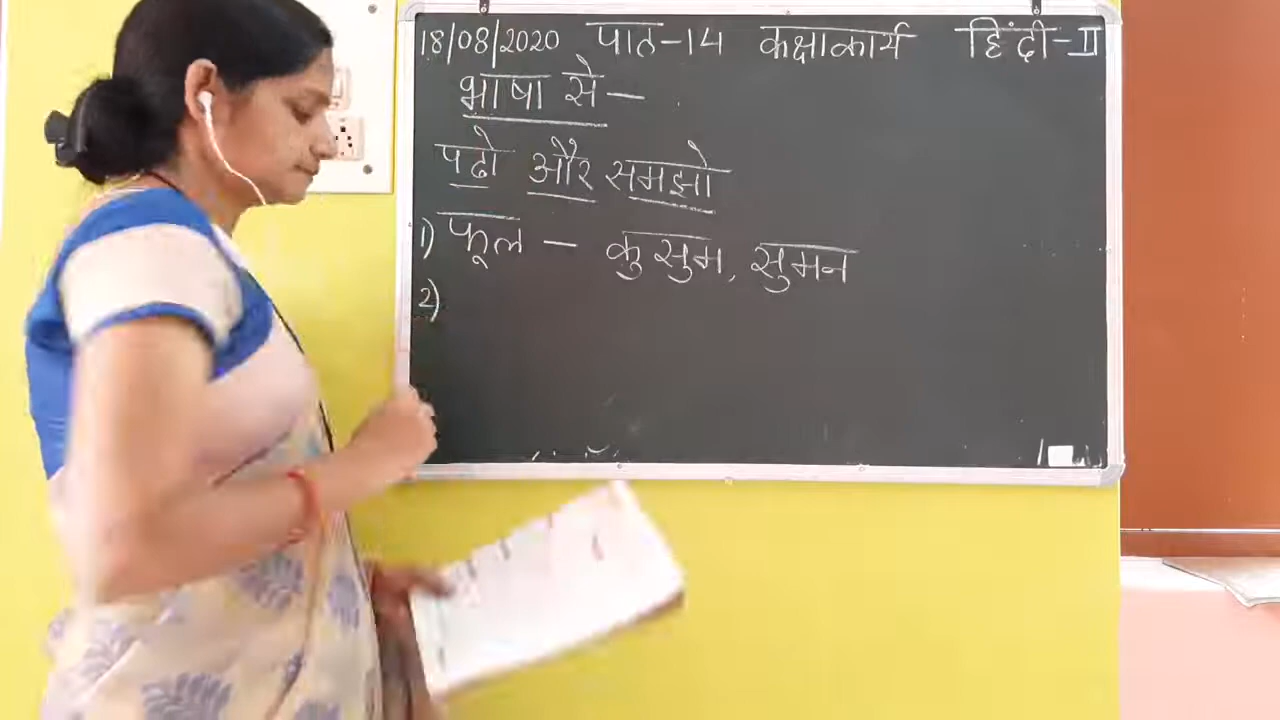 18/08/2020 पात-14 कक्षाकार्य हिंदी-II
भाषा से-
पढो और समझो
1) फूल - कुसुम, सुमन
2)